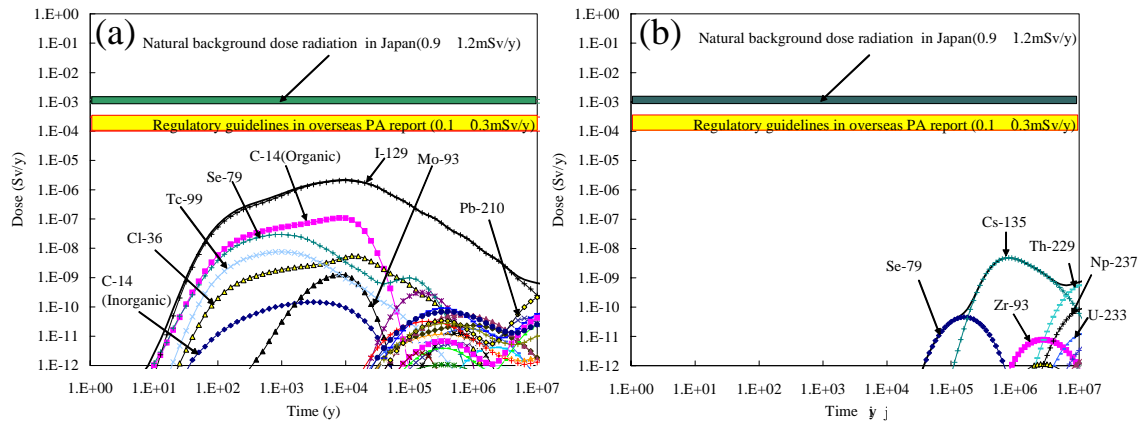 (a)
Natural background dose radiation in Japan(0.9 1.2mSv/y)
Regulatory guidelines in overseas PA report (0.1 0.3mSv/y)
1.E+00
1.E-01
1.E-02
1.E-03
1.E-04
1.E-05
1.E-06
1.E-07
1.E-08
1.E-09
1.E-10
1.E-11
1.E-12
Dose (Sv/y)
C-14(Organic)
I-129
Mo-93
Se-79
Tc-99
Pb-210
Cl-36
C-14
(Inorganic)
1.E+00 1.E+01 1.E+02 1.E+03 1.E+04 1.E+05 1.E+06 1.E+07
Time (y)
(b)
Natural background dose radiation in Japan(0.9 1.2mSv/y)
Regulatory guidelines in overseas PA report (0.1 0.3mSv/y)
1.E+00
1.E-01
1.E-02
1.E-03
1.E-04
1.E-05
1.E-06
1.E-07
1.E-08
1.E-09
1.E-10
1.E-11
1.E-12
Dose (Sv/y)
Cs-135
Th-229
Se-79
Np-237
Zr-93
U-233
1.E+00 1.E+01 1.E+02 1.E+03 1.E+04 1.E+05 1.E+06 1.E+07
Time